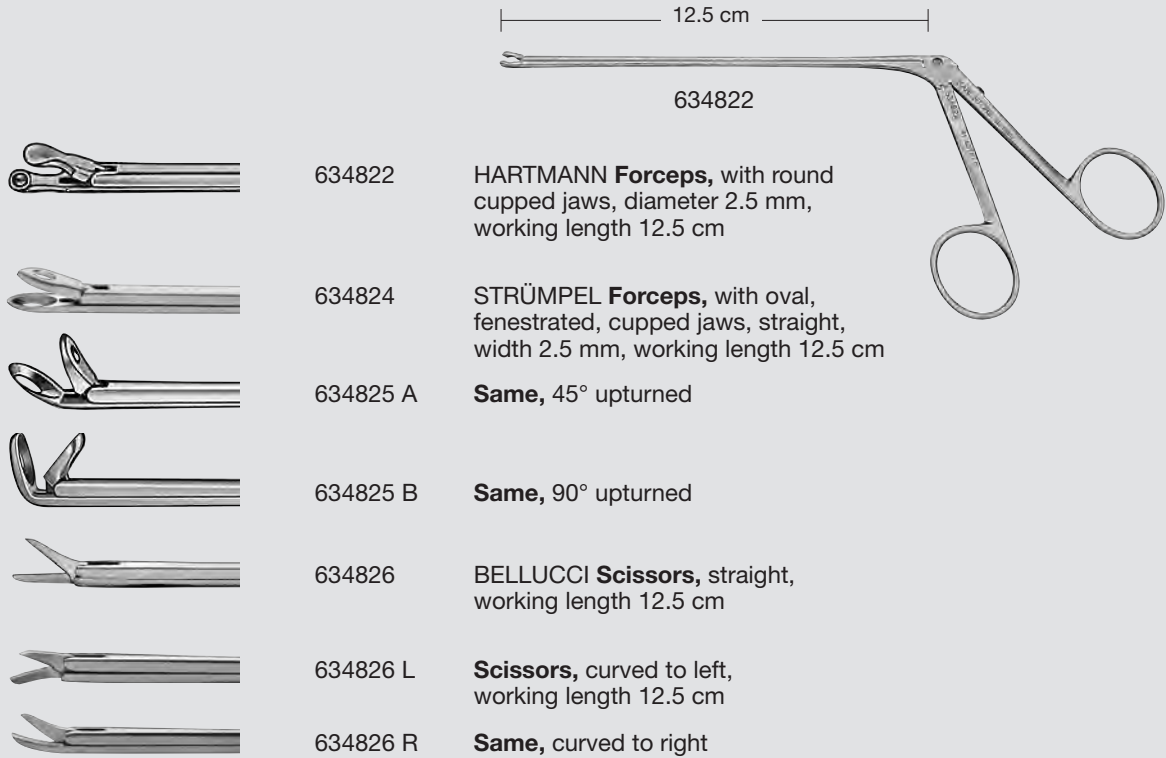 12.5 cm
634822
634822
HARTMANN Forceps, with round
cupped jaws, diameter 2.5 mm,
working length 12.5 cm
634824
STRÜMPEL Forceps, with oval,
fenestrated, cupped jaws, straight,
width 2.5 mm, working length 12.5 cm
634825 A
Same, 45° upturned
634825 B
Same, 90° upturned
634826
BELLUCCI Scissors, straight,
working length 12.5 cm
634826 L
Scissors, curved to left,
working length 12.5 cm
634826 R
Same, curved to right